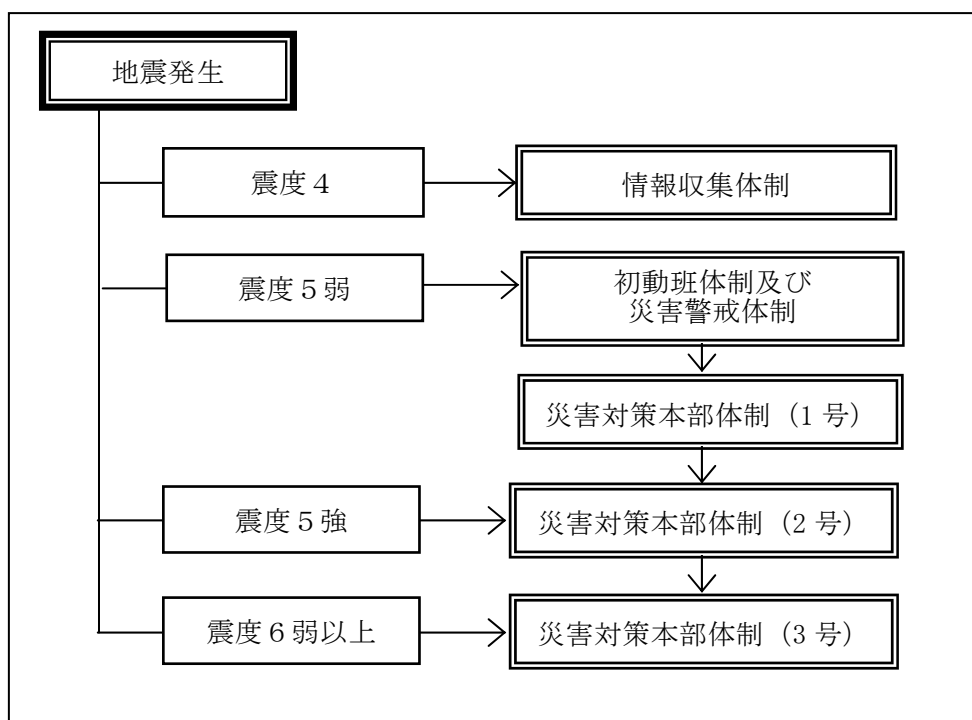 地震発生
震度４
情報収集体制
震度５弱
初動班体制及び
災害警戒体制
災害対策本部体制（1 号）
震度５強
災害対策本部体制（2 号）
震度６弱以上
災害対策本部体制（3 号）